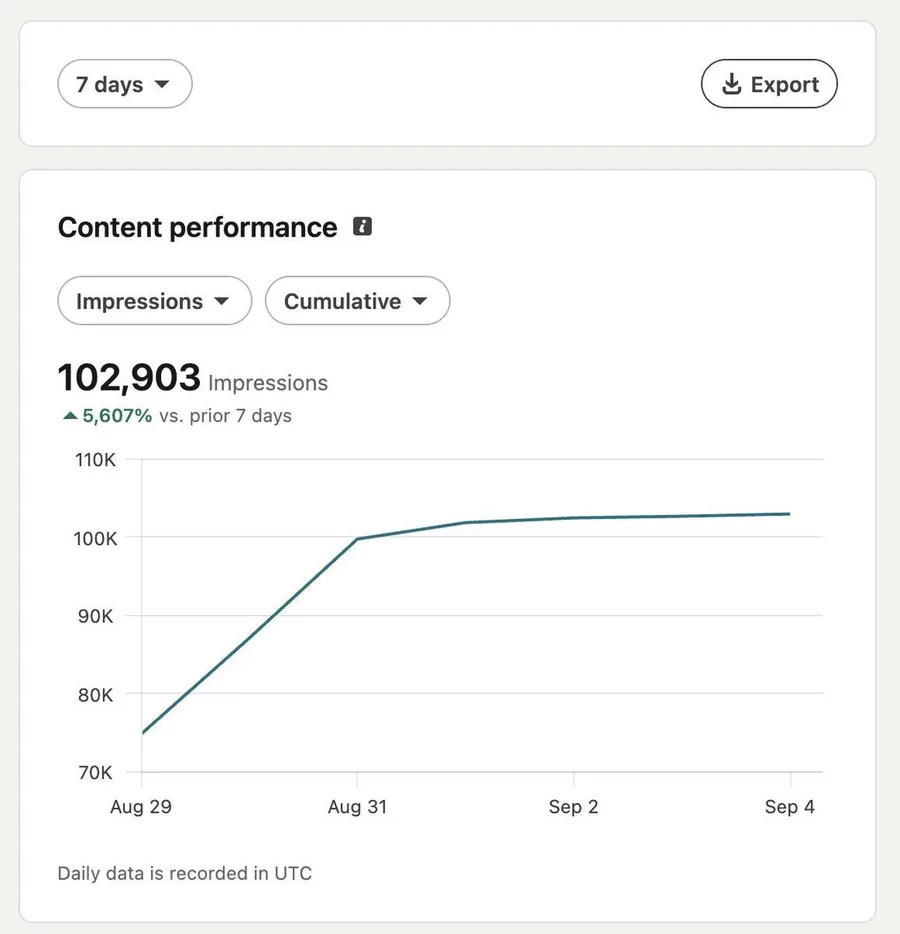 7 days
Export
Content performance
Impressions
Cumulative
102,903 Impressions
5,607% vs. prior 7 days
110K
100K
90K
80K
70K
Aug 29
Aug 31
Sep 2
Sep 4
Daily data is recorded in UTC